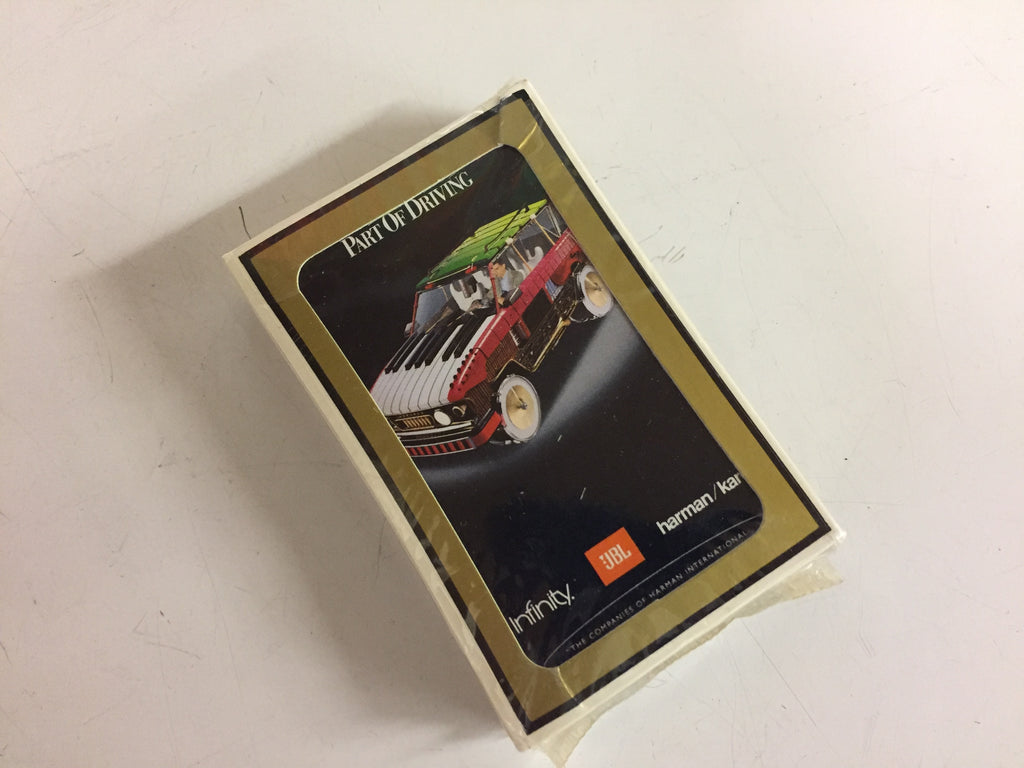 PART OF DRIVING
Infinity.
JBL
harman/kar
THE COMPANIES OF HARMAN INTERNATIONAL